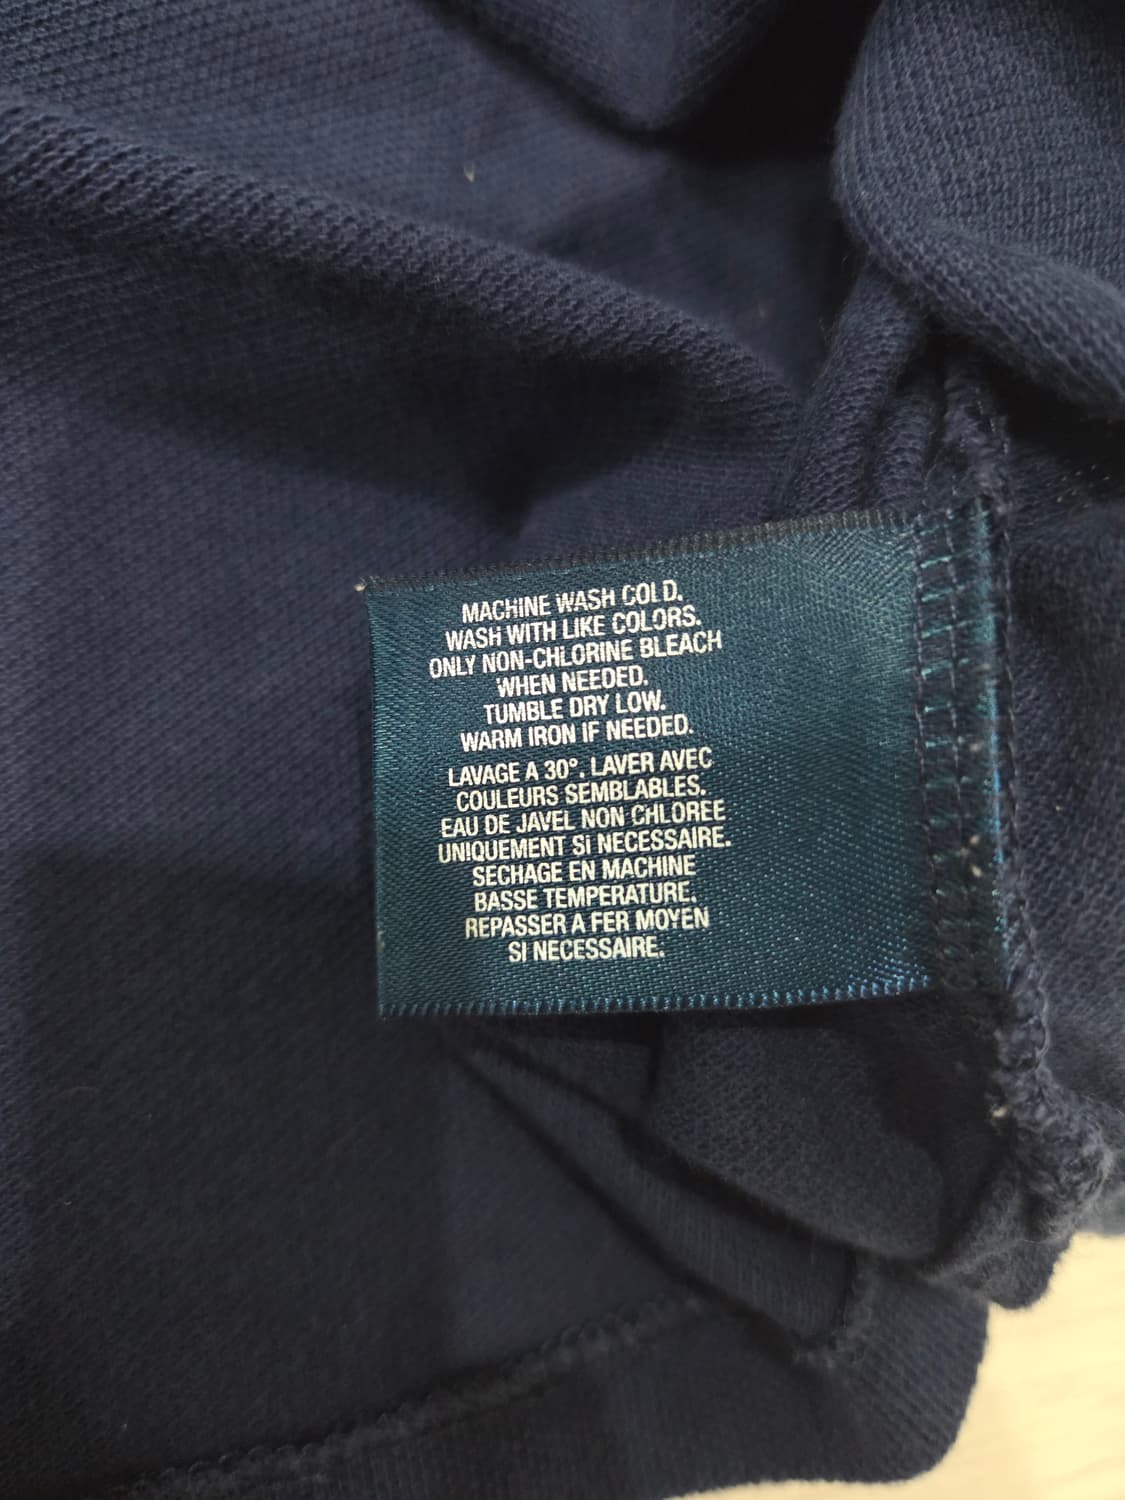 MACHINE WASH COLD.
WASH WITH LIKE COLORS.
ONLY NON-CHLORINE BLEACH
WHEN NEEDED.
TUMBLE DRY LOW.
WARM IRON IF NEEDED.
LAVAGE A 30°. LAVER AVEC
COULEURS SEMBLABLES.
EAU DE JAVEL NON CHLOREE
UNIQUEMENT SI NECESSAIRE.
SECHAGE EN MACHINE
BASSE TEMPERATURE.
REPASSER A FER MOYEN
SI NECESSAIRE.